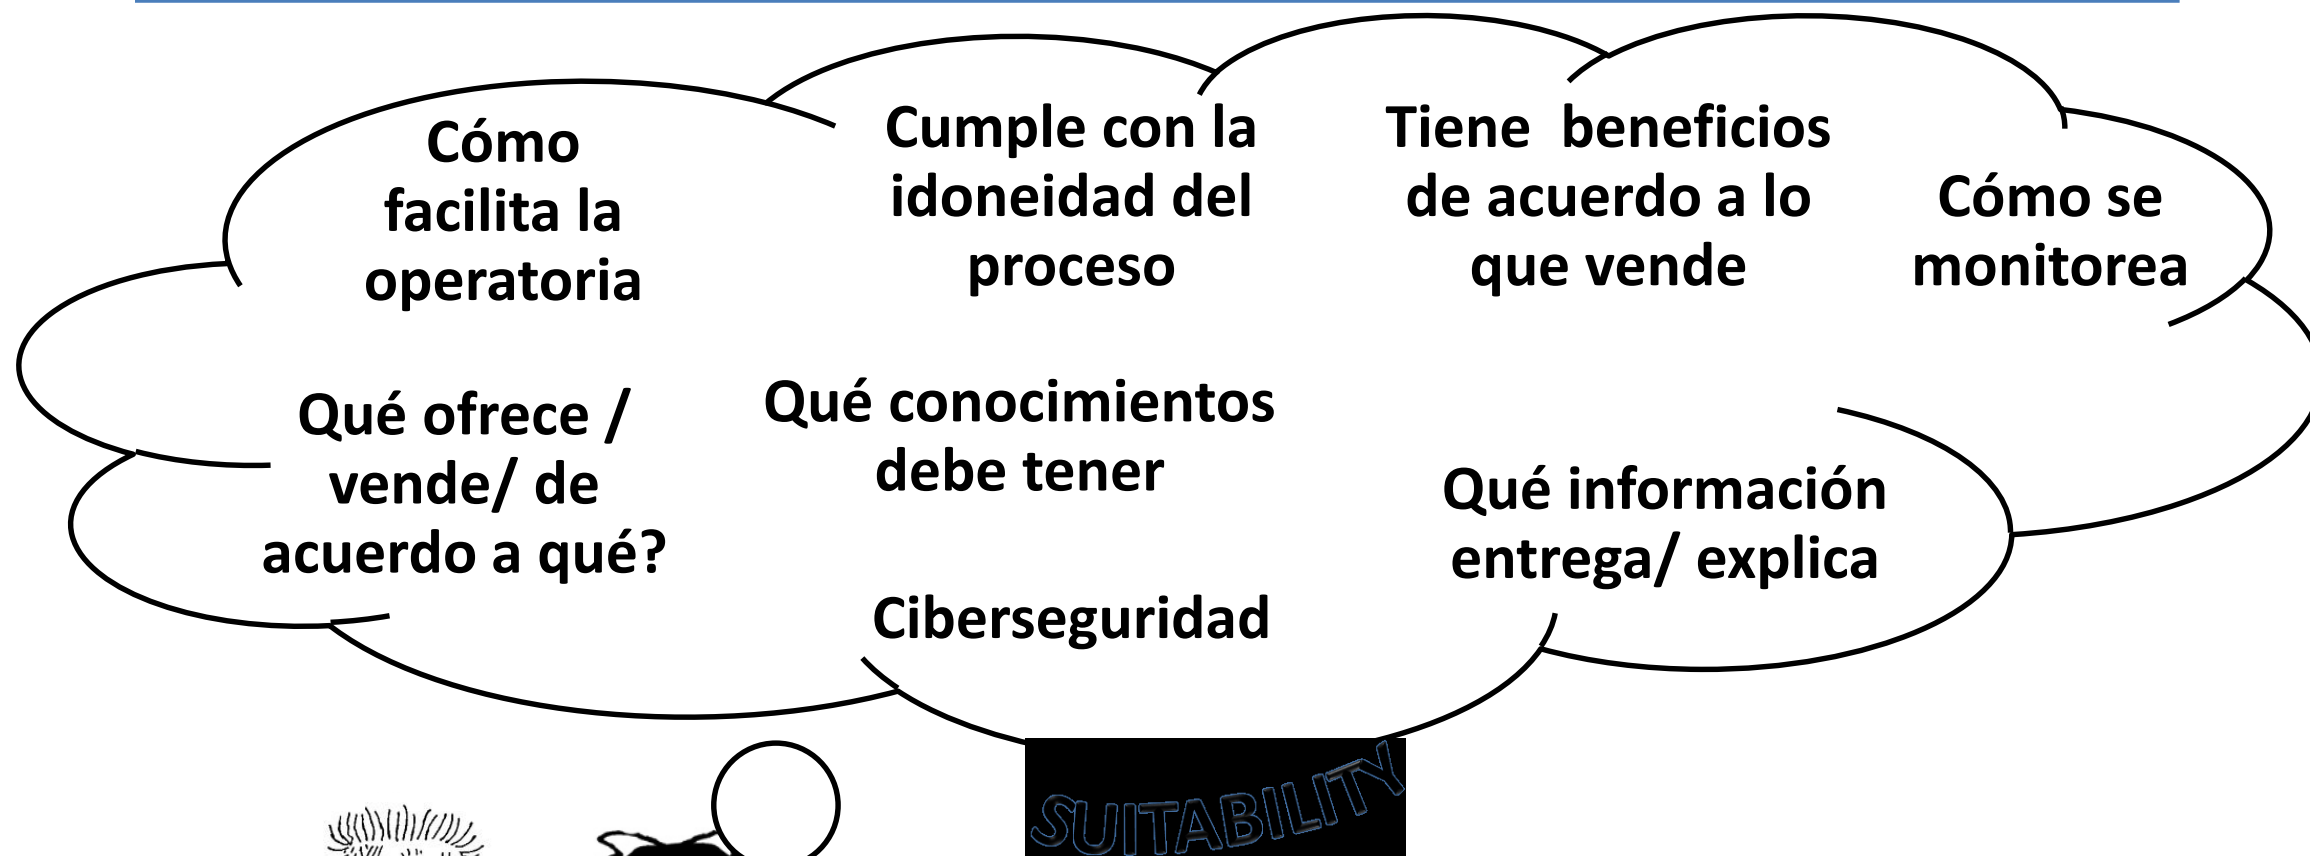 Cómo
facilita la
operatoria
Cumple con la
idoneidad del
proceso
Tiene beneficios
de acuerdo a lo
que vende
Cómo se
monitorea
Qué ofrece /
vende/ de
acuerdo a qué?
Qué conocimientos
debe tener
Qué información
entrega/ explica
Ciberseguridad
SUITABILITY